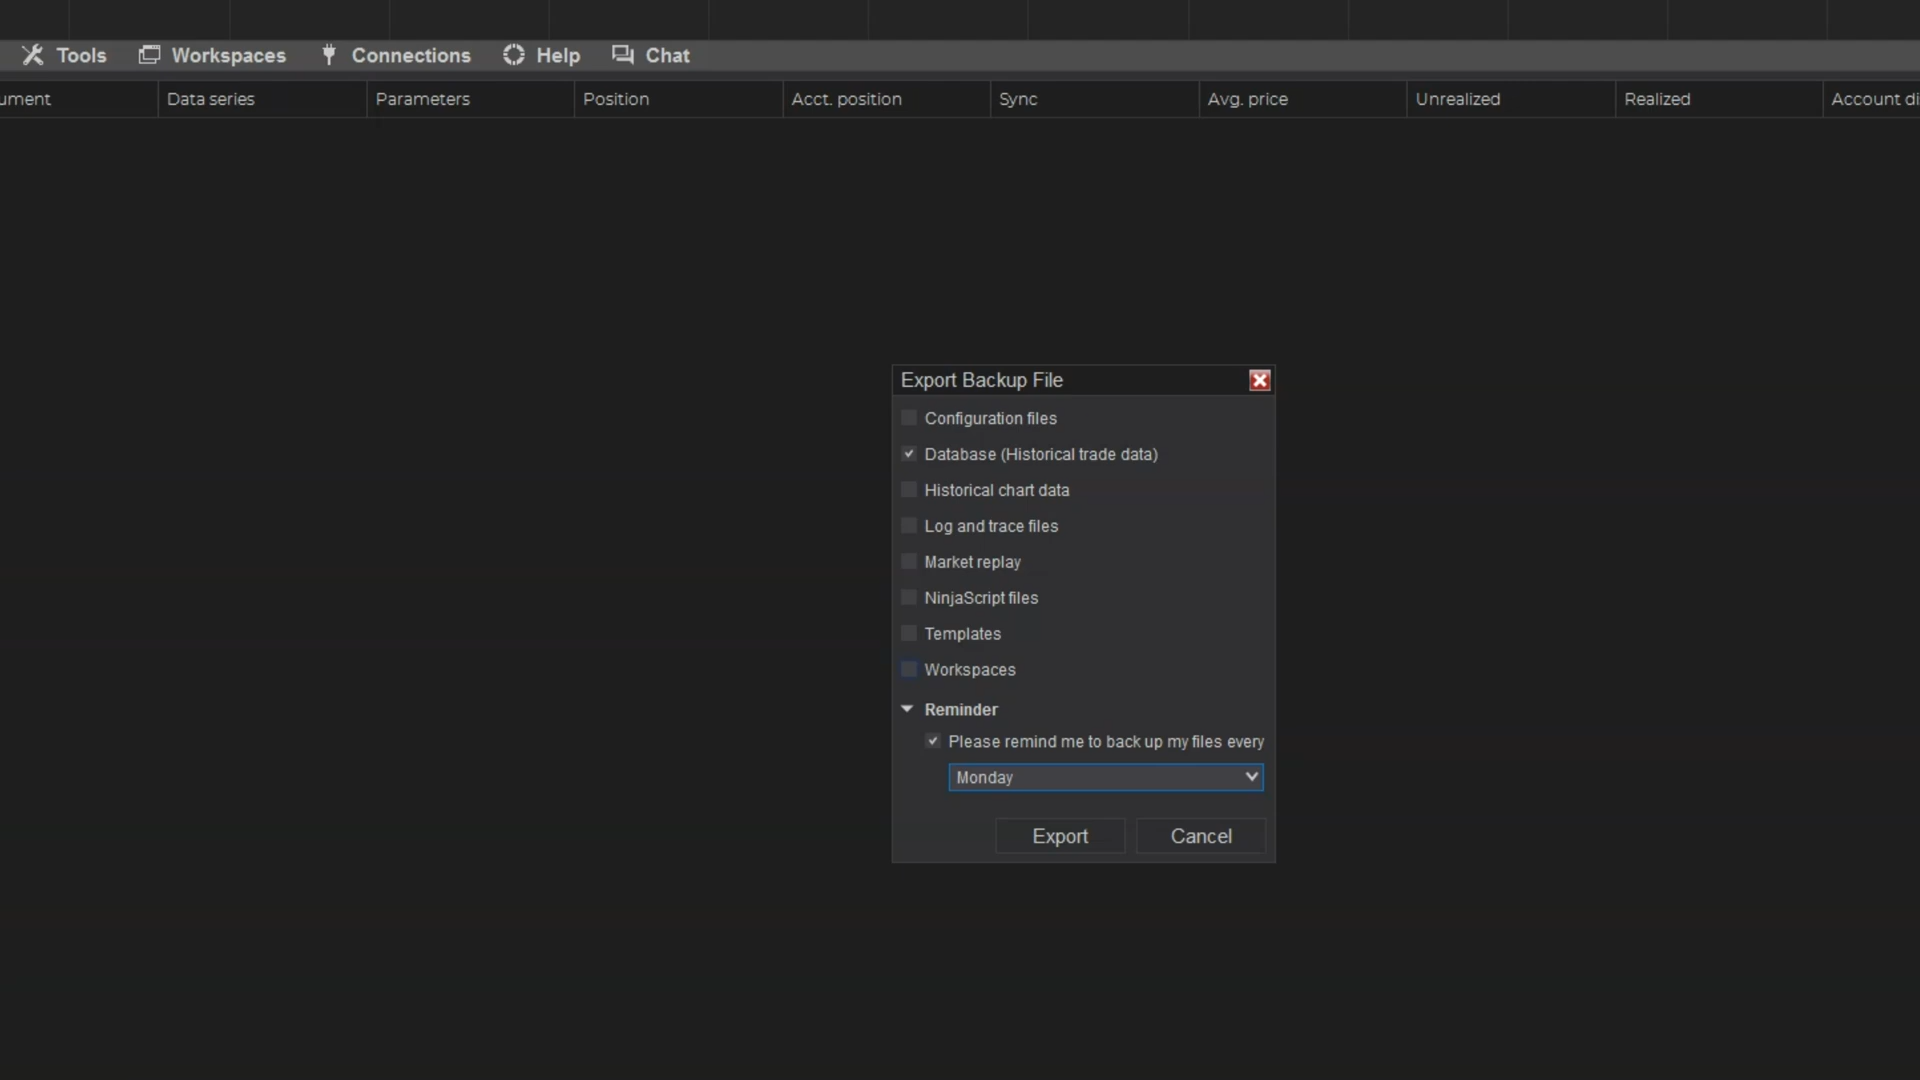 Tools Workspaces Connections Help Chat
ument Data series Parameters Position Acct. position Sync Avg. price Unrealized Realized Account di
Export Backup File
Configuration files
Database (Historical trade data)
Historical chart data
Log and trace files
Market replay
NinjaScript files
Templates
Workspaces
Reminder
Please remind me to back up my files every
Monday
Export Cancel